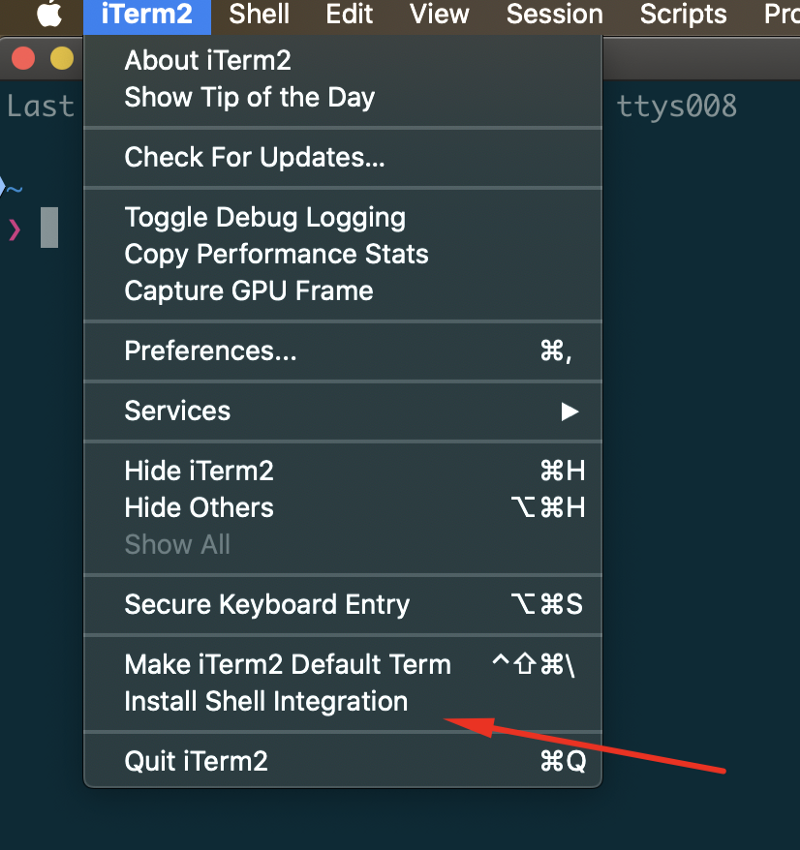 iTerm2 Shell Edit View Session Scripts Pro
Last ttys008
About iTerm2
Show Tip of the Day
Check For Updates...
~
Toggle Debug Logging
❯
Copy Performance Stats
Capture GPU Frame
Preferences... ⌘,
Services ▶
Hide iTerm2 ⌘H
Hide Others ⌥⌘H
Show All
Secure Keyboard Entry ⌥⌘S
Make iTerm2 Default Term ^⇧⌘\
Install Shell Integration
Quit iTerm2 ⌘Q